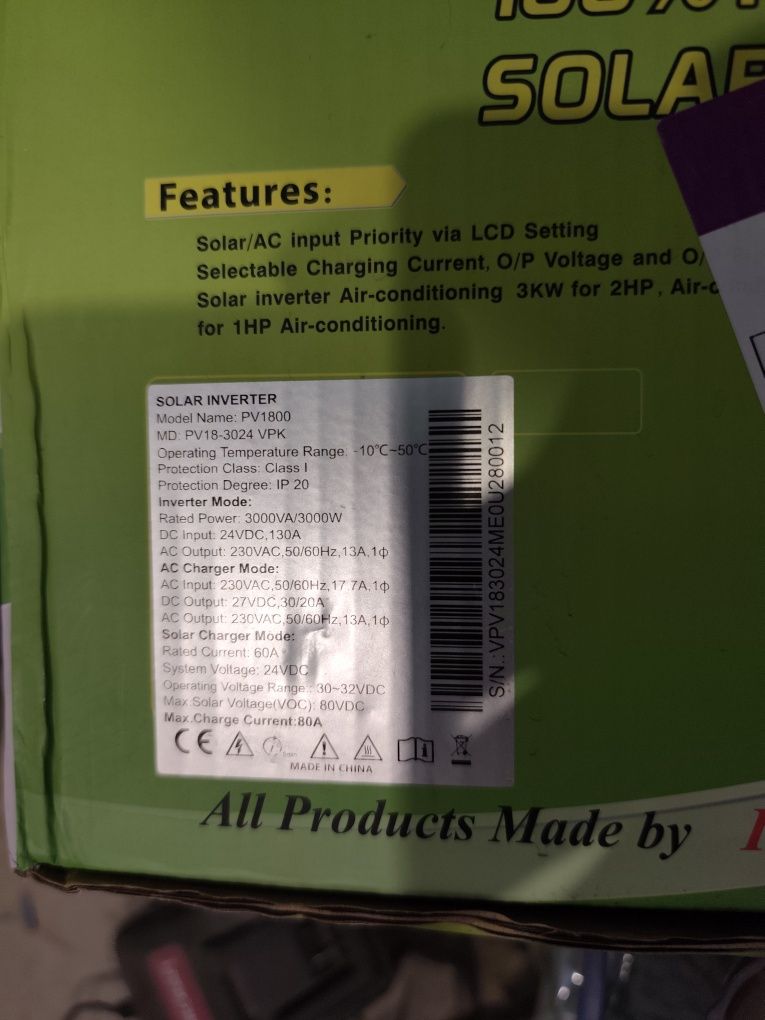 100%
SOLAR
Features:
Solar/AC input Priority via LCD Setting
Selectable Charging Current, O/P Voltage and O/
Solar inverter Air-conditioning 3KW for 2HP, Air-c
for 1HP Air-conditioning.
SOLAR INVERTER
Model Name: PV1800
MD: PV18-3024 VPK
Operating Temperature Range: -10℃~50℃
Protection Class: Class I
Protection Degree: IP 20
Inverter Mode:
Rated Power: 3000VA/3000W
DC Input: 24VDC,130A
AC Output: 230VAC,50/60Hz,13A,1ϕ
AC Charger Mode:
AC Input: 230VAC,50/60Hz,17.7A,1ϕ
DC Output: 27VDC,30/20A
AC Output: 230VAC,50/60Hz,13A,1ϕ
Solar Charger Mode:
Rated Current: 60A
System Voltage: 24VDC
Operating Voltage Range: 30~32VDC
Max.Solar Voltage(VOC): 80VDC
Max.Charge Current:80A
CE
MADE IN CHINA
S/N.:VPV183024ME0U280012
All Products Made by